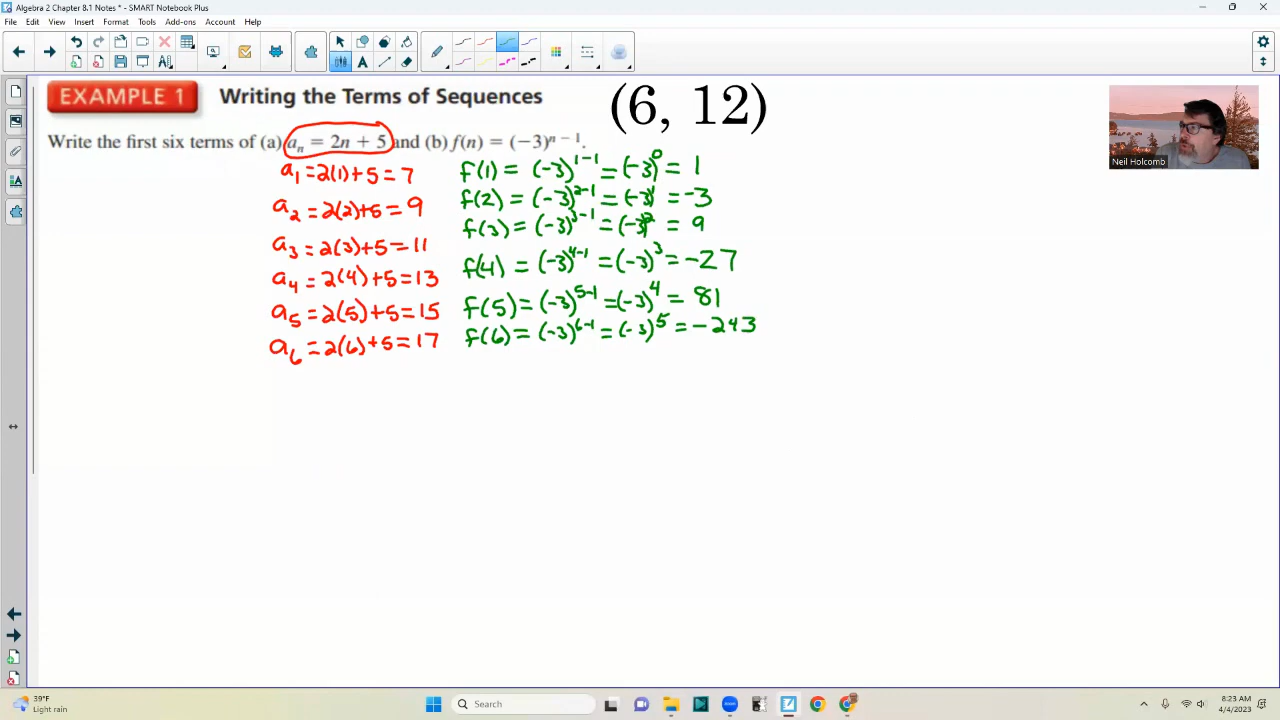 Algebra 2 Chapter 8.1 Notes * - SMART Notebook Plus
File Edit View Insert Format Tools Add-ons Account Help
EXAMPLE 1 Writing the Terms of Sequences (6, 12)
Write the first six terms of (a) aₙ = 2n + 5 and (b) f(n) = (−3)ⁿ ⁻ ¹.
a₁ = 2(1)+5 = 7
a₂ = 2(2)+5 = 9
a₃ = 2(3)+5 = 11
a₄ = 2(4)+5 = 13
a₅ = 2(5)+5 = 15
a₆ = 2(6)+5 = 17
f(1) = (-3)¹⁻¹ = (-3)⁰ = 1
f(2) = (-3)²⁻¹ = (-3)¹ = -3
f(3) = (-3)³⁻¹ = (-3)² = 9
f(4) = (-3)⁴⁻¹ = (-3)³ = -27
f(5) = (-3)⁵⁻¹ = (-3)⁴ = 81
f(6) = (-3)⁶⁻¹ = (-3)⁵ = -243
Neil Holcomb
39°F
Light rain
Search
8:23 AM
4/4/2023